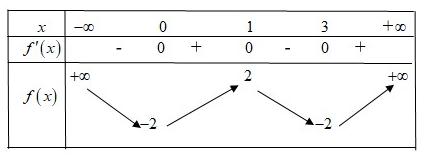 x −∞ 0 1 3 +∞
f'(x) - 0 + 0 - 0 +
+∞ 2 +∞
f(x)
−2 −2